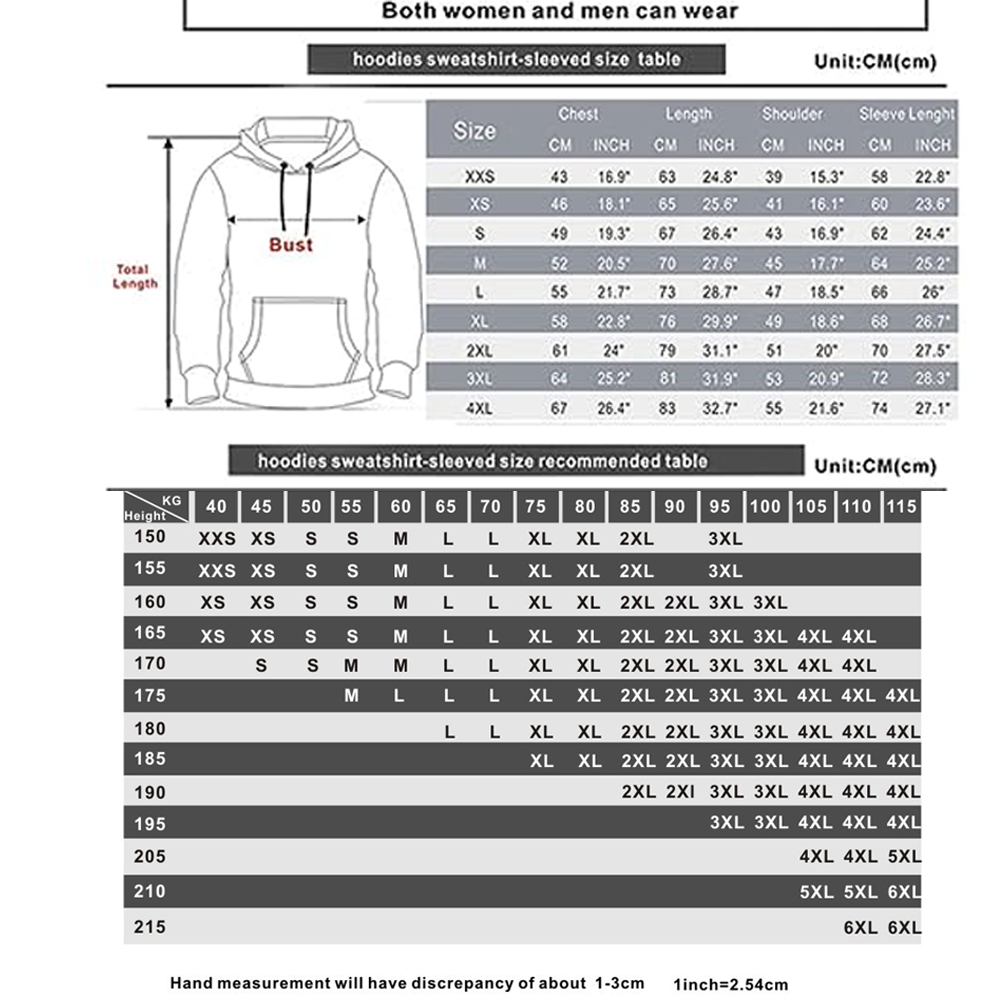 Both women and men can wear
hoodies sweatshirt-sleeved size table
Unit:CM(cm)
Size Chest Length Shoulder Sleeve Lenght
CM INCH CM INCH CM INCH CM INCH
XXS 43 16.9" 63 24.8" 39 15.3" 58 22.8"
XS 46 18.1" 65 25.6" 41 16.1" 60 23.6"
S 49 19.3" 67 26.4" 43 16.9" 62 24.4"
M 52 20.5" 70 27.6" 45 17.7" 64 25.2"
L 55 21.7" 73 28.7" 47 18.5" 66 26"
XL 58 22.8" 76 29.9" 49 18.6" 68 26.7"
2XL 61 24" 79 31.1" 51 20" 70 27.5"
3XL 64 25.2" 81 31.9" 53 20.9" 72 28.3"
4XL 67 26.4" 83 32.7" 55 21.6" 74 27.1"
Bust
Total
Length
hoodies sweatshirt-sleeved size recommended table
Unit:CM(cm)
KG 40 45 50 55 60 65 70 75 80 85 90 95 100 105 110 115
Height
150 XXS XS S S M L L XL XL 2XL 3XL
155 XXS XS S S M L L XL XL 2XL 3XL
160 XS XS S S M L L XL XL 2XL 2XL 3XL 3XL
165 XS XS S S M L L XL XL 2XL 2XL 3XL 3XL 4XL 4XL
170 S S M M L L XL XL 2XL 2XL 3XL 3XL 4XL 4XL
175 M L L L XL XL 2XL 2XL 3XL 3XL 4XL 4XL 4XL
180 L L XL XL 2XL 2XL 3XL 3XL 4XL 4XL 4XL
185 XL XL 2XL 2XL 3XL 3XL 4XL 4XL 4XL
190 2XL 2XI 3XL 3XL 4XL 4XL 4XL
195 3XL 3XL 4XL 4XL 4XL
205 4XL 4XL 5XL
210 5XL 5XL 6XL
215 6XL 6XL
Hand measurement will have discrepancy of about 1-3cm 1inch=2.54cm